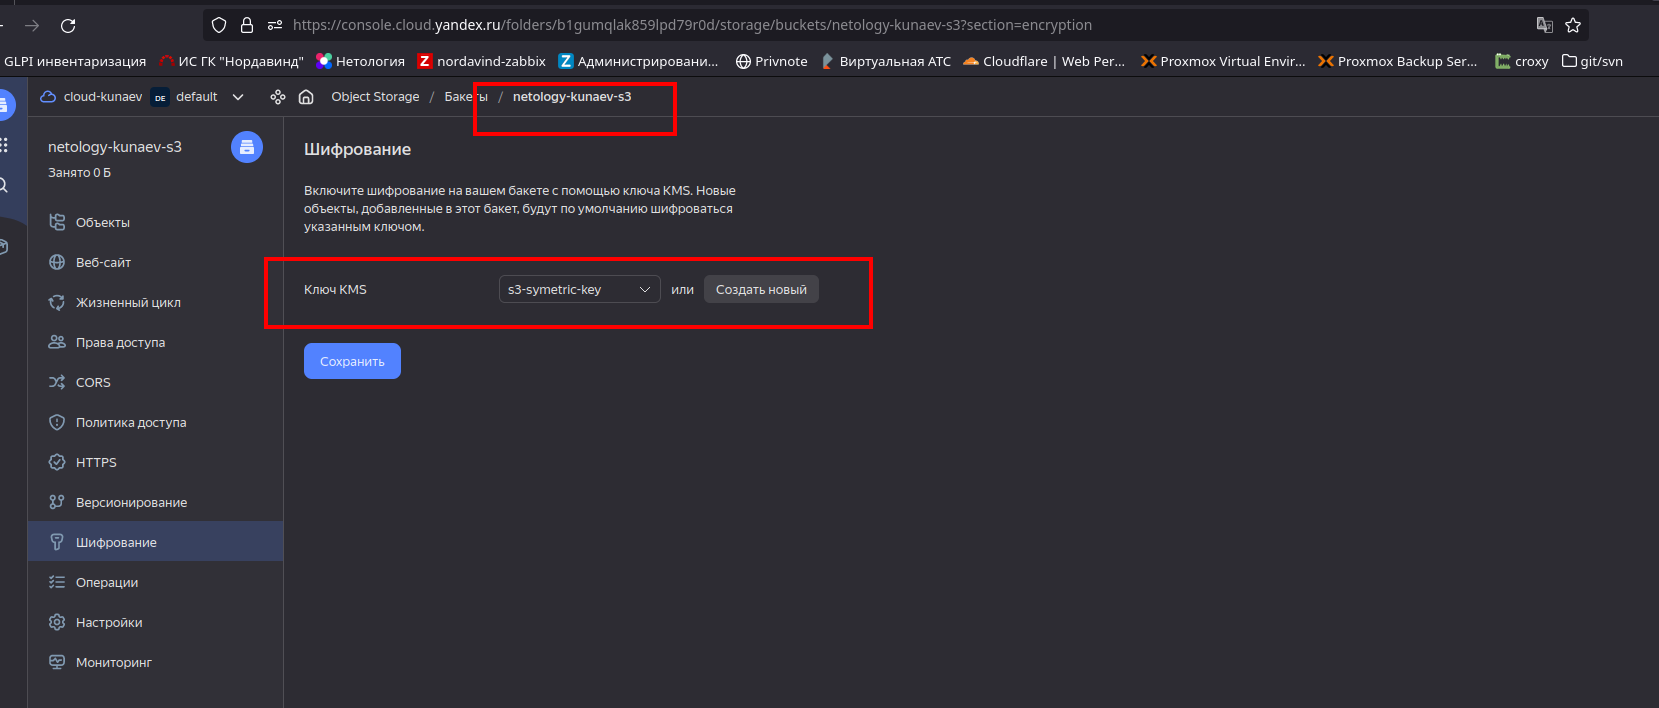 https://console.cloud.yandex.ru/folders/b1gumqlak859lpd79r0d/storage/buckets/netology-kunaev-s3?section=encryption
GLPI инвентаризация ИС ГК "Нордавинд" Нетология Z nordavind-zabbix Z Администрировани... Privnote Виртуальная АТС Cloudflare | Web Per... Proxmox Virtual Envir... Proxmox Backup Ser... croxy git/svn
cloud-kunaev DE default Object Storage / Бакеты / netology-kunaev-s3
netology-kunaev-s3
Занято 0 Б
Объекты
Веб-сайт
Жизненный цикл
Права доступа
CORS
Политика доступа
HTTPS
Версионирование
Шифрование
Операции
Настройки
Мониторинг
Шифрование
Включите шифрование на вашем бакете с помощью ключа KMS. Новые
объекты, добавленные в этот бакет, будут по умолчанию шифроваться
указанным ключом.
Ключ KMS s3-symetric-key или Создать новый
Сохранить